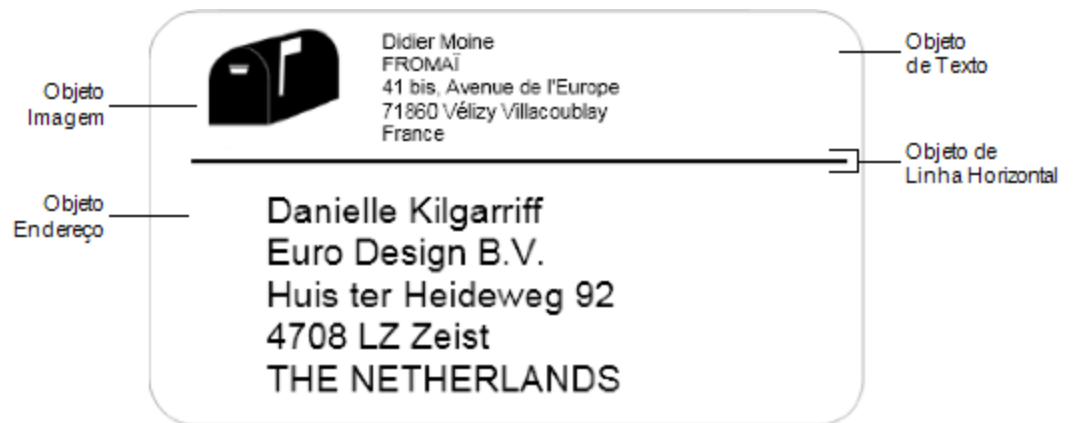 Didier Moine
FROMAÏ
41 bis, Avenue de l'Europe
71860 Vélizy Villacoublay
France
Objeto
de Texto
Objeto
Imagem
Objeto de
Linha Horizontal
Objeto
Endereço
Danielle Kilgarriff
Euro Design B.V.
Huis ter Heideweg 92
4708 LZ Zeist
THE NETHERLANDS